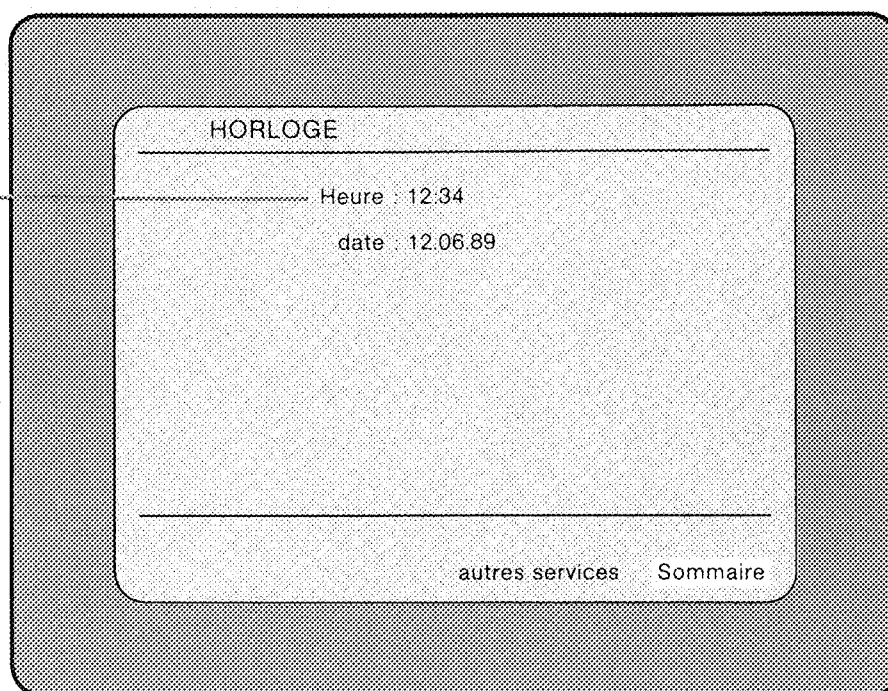 HORLOGE
Heure : 12:34
date : 12.06.89
autres services Sommaire